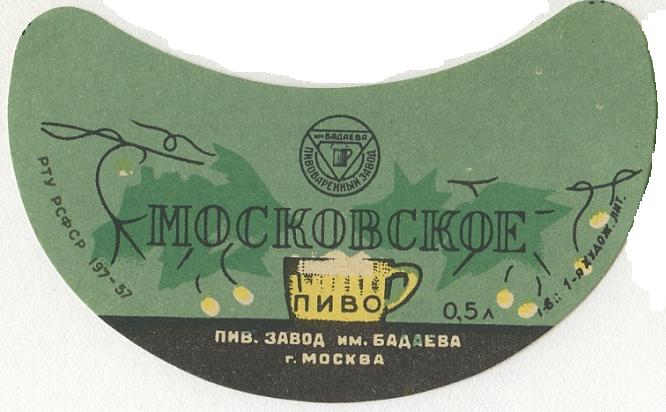 им БАДАЕВА
ПИВОВАРЕННЫЙ ЗАВОД
МОСКОВСКОЕ
ПИВО
0,5 л
РТУ РСФСР 197-57
1-я ХУДОЖ. ЛИТ.
ПИВ. ЗАВОД им. БАДАЕВА
г. МОСКВА